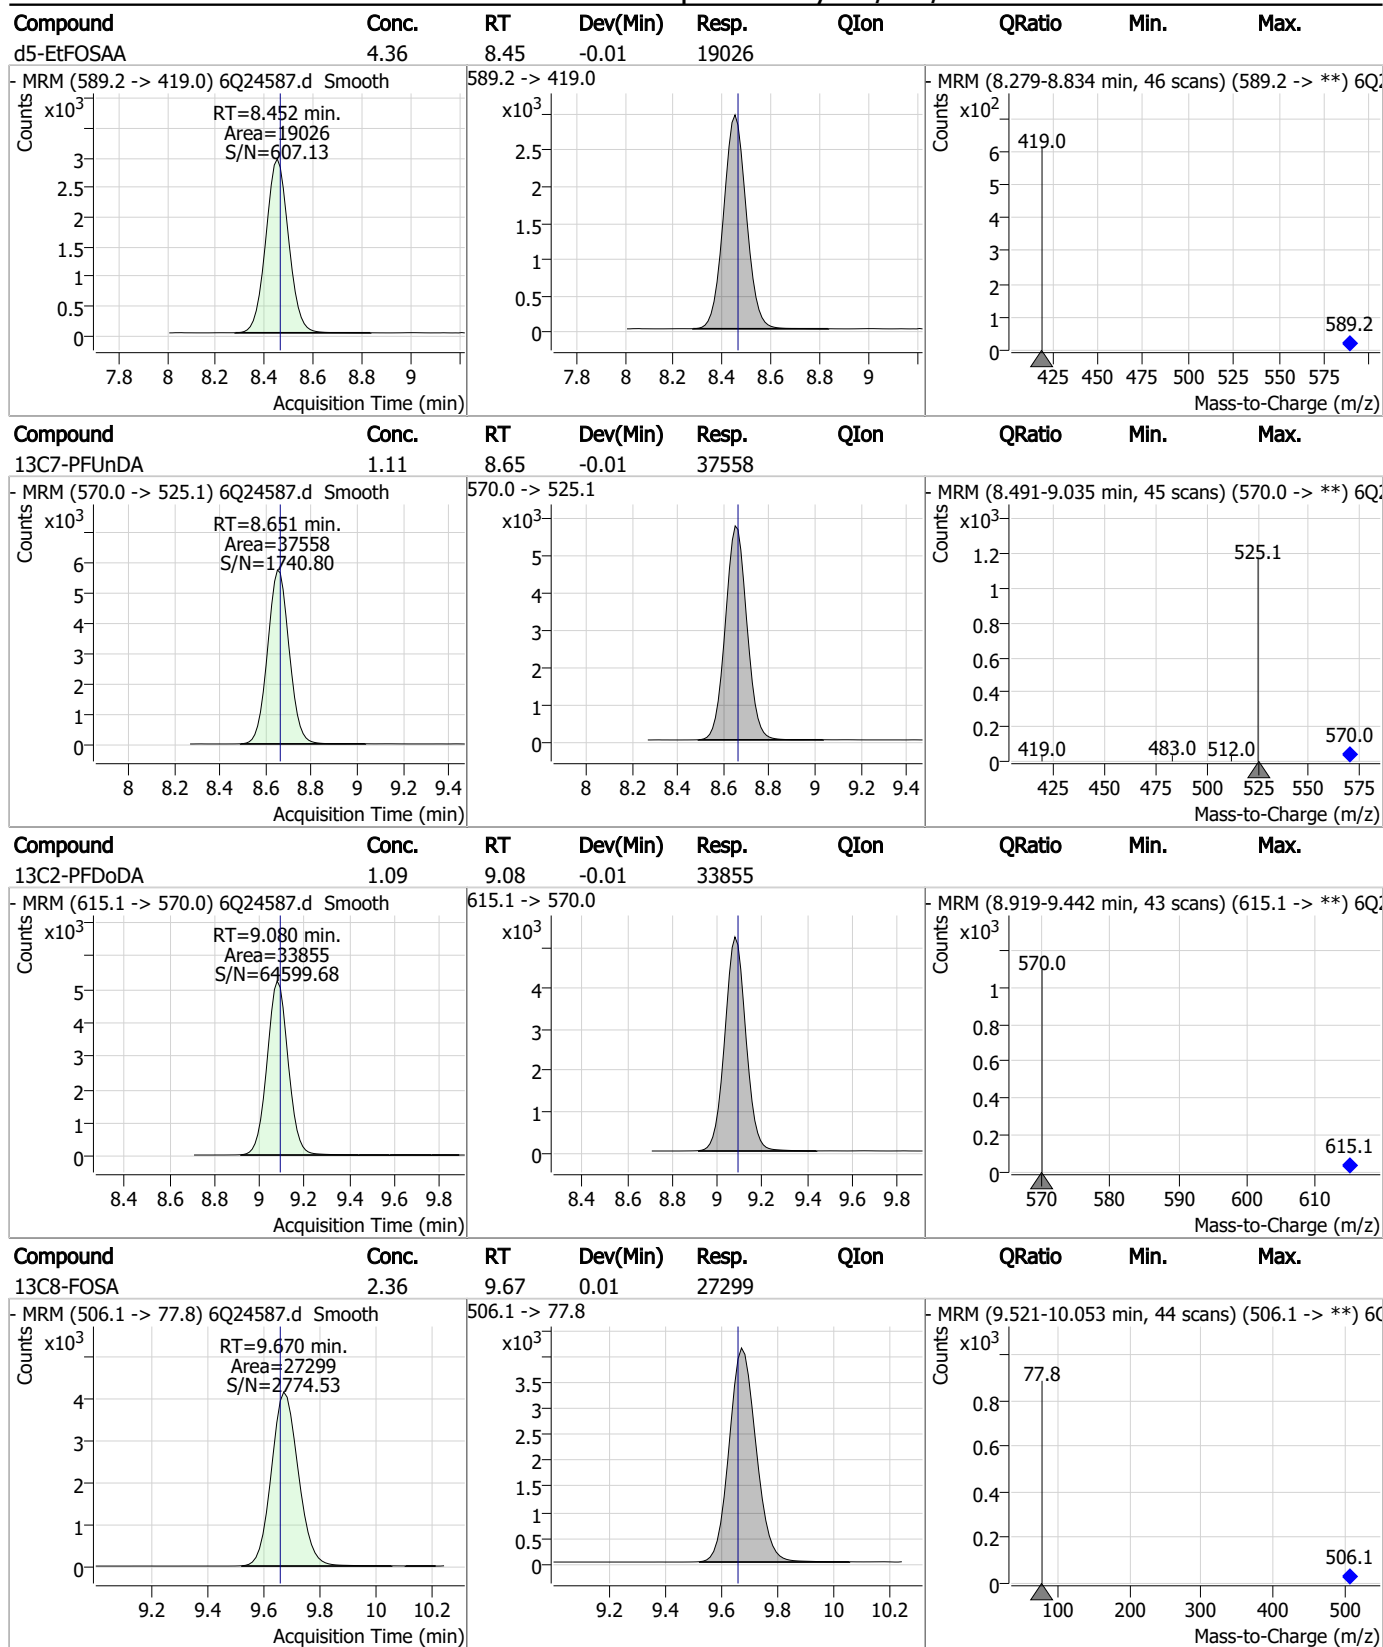 Compound Conc. RT Dev(Min) Resp. QIon QRatio Min. Max.
d5-EtFOSAA 4.36 8.45 -0.01 19026
- MRM (589.2 -> 419.0) 6Q24587.d Smooth 589.2 -> 419.0 - MRM (8.279-8.834 min, 46 scans) (589.2 -> **)
Counts x10³ RT=8.452 min. Area=19026 S/N=607.13
3 2.5 2 1.5 1 0.5 0
7.8 8 8.2 8.4 8.6 8.8 9
Acquisition Time (min)
x10³ 2.5 2 1.5 1 0.5 0
7.8 8 8.2 8.4 8.6 8.8 9
Counts x10² 419.0 589.2
6 5 4 3 2 1 0
425 450 475 500 525 550 575
Mass-to-Charge (m/z)
Compound Conc. RT Dev(Min) Resp. QIon QRatio Min. Max.
13C7-PFUnDA 1.11 8.65 -0.01 37558
- MRM (570.0 -> 525.1) 6Q24587.d Smooth 570.0 -> 525.1 - MRM (8.491-9.035 min, 45 scans) (570.0 -> **)
Counts x10³ RT=8.651 min. Area=37558 S/N=1740.80
6 5 4 3 2 1 0
8 8.2 8.4 8.6 8.8 9 9.2 9.4
Acquisition Time (min)
x10³ 5 4 3 2 1 0
8 8.2 8.4 8.6 8.8 9 9.2 9.4
Counts x10³ 525.1 419.0 483.0 512.0 570.0
1.2 1 0.8 0.6 0.4 0.2 0
425 450 475 500 525 550 575
Mass-to-Charge (m/z)
Compound Conc. RT Dev(Min) Resp. QIon QRatio Min. Max.
13C2-PFDoDA 1.09 9.08 -0.01 33855
- MRM (615.1 -> 570.0) 6Q24587.d Smooth 615.1 -> 570.0 - MRM (8.919-9.442 min, 43 scans) (615.1 -> **)
Counts x10³ RT=9.080 min. Area=33855 S/N=64599.68
5 4 3 2 1 0
8.4 8.6 8.8 9 9.2 9.4 9.6 9.8
Acquisition Time (min)
x10³ 4 3 2 1 0
8.4 8.6 8.8 9 9.2 9.4 9.6 9.8
Counts x10³ 570.0 615.1
1 0.8 0.6 0.4 0.2 0
570 580 590 600 610
Mass-to-Charge (m/z)
Compound Conc. RT Dev(Min) Resp. QIon QRatio Min. Max.
13C8-FOSA 2.36 9.67 0.01 27299
- MRM (506.1 -> 77.8) 6Q24587.d Smooth 506.1 -> 77.8 - MRM (9.521-10.053 min, 44 scans) (506.1 -> **)
Counts x10³ RT=9.670 min. Area=27299 S/N=2774.53
4 3 2 1 0
9.2 9.4 9.6 9.8 10 10.2
Acquisition Time (min)
x10³ 3.5 3 2.5 2 1.5 1 0.5 0
9.2 9.4 9.6 9.8 10 10.2
Counts x10³ 77.8 506.1
0.8 0.6 0.4 0.2 0
100 200 300 400 500
Mass-to-Charge (m/z)